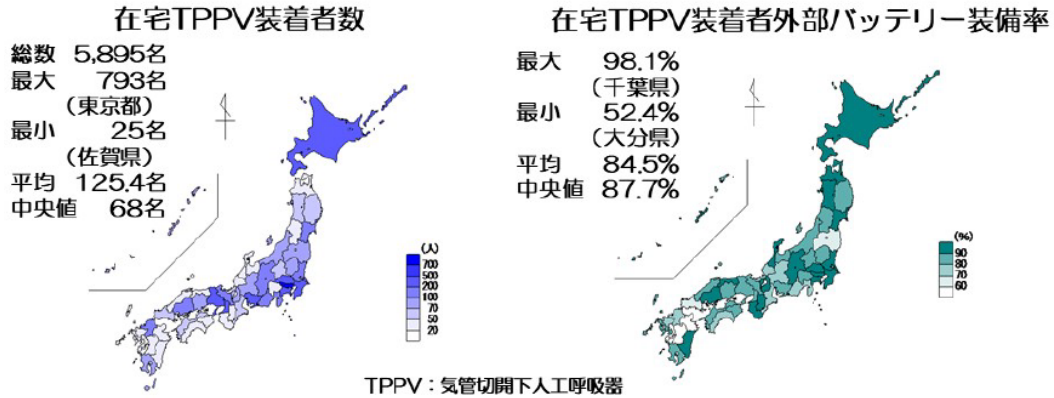 在宅TPPV装着者数
総数 5,895名
最大 793名
(東京都)
最小 25名
(佐賀県)
平均 125.4名
中央値 68名
(人)
700
500
200
100
70
50
20
在宅TPPV装着者外部バッテリー装備率
最大 98.1%
(千葉県)
最小 52.4%
(大分県)
平均 84.5%
中央値 87.7%
(%)
90
80
70
60
TPPV：気管切開下人工呼吸器